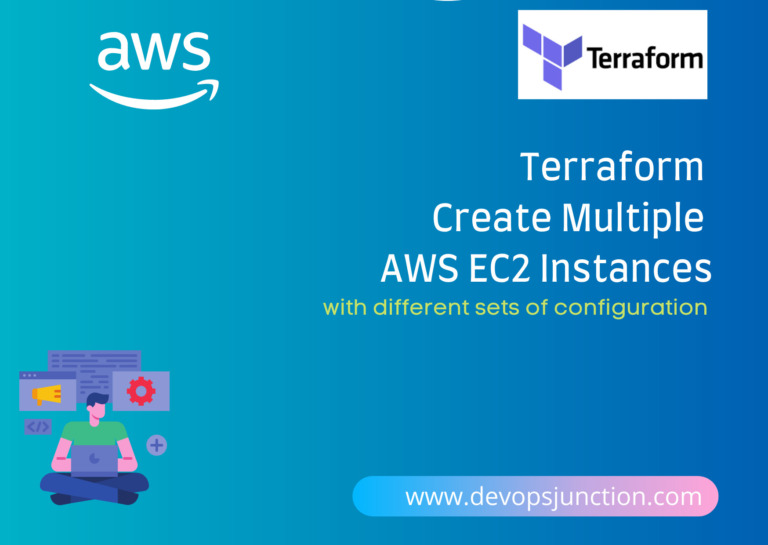 aws
Terraform
Terraform
Create Multiple
AWS EC2 Instances
with different sets of configuration
</>
www.devopsjunction.com